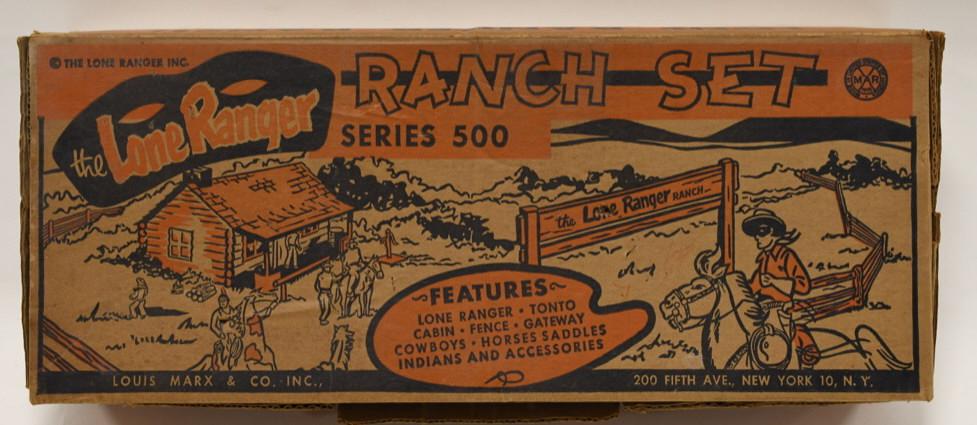 © THE LONE RANGER INC.
the Lone Ranger
RANCH SET
MAR
SERIES 500
the Lone Ranger RANCH
FEATURES
LONE RANGER • TONTO
CABIN • FENCE • GATEWAY
COWBOYS • HORSES SADDLES
INDIANS AND ACCESSORIES
LOUIS MARX & CO. INC.,
200 FIFTH AVE., NEW YORK 10, N. Y.